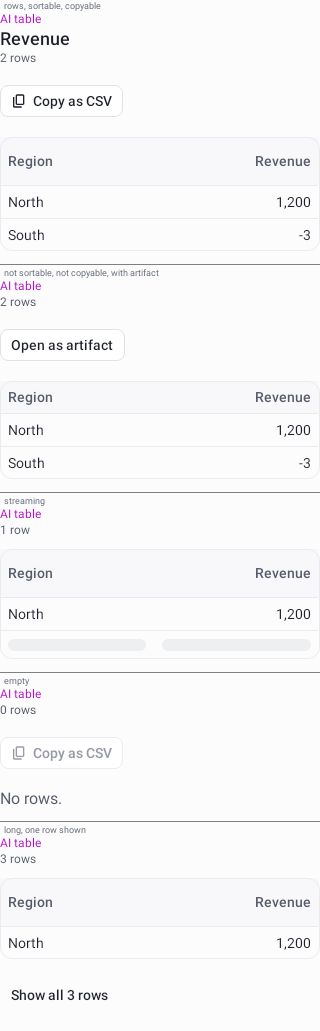 rows, sortable, copyable
AI table
Revenue
2 rows
Copy as CSV
Region Revenue
North 1,200
South -3
not sortable, not copyable, with artifact
AI table
2 rows
Open as artifact
Region Revenue
North 1,200
South -3
streaming
AI table
1 row
Region Revenue
North 1,200
empty
AI table
0 rows
Copy as CSV
No rows.
long, one row shown
AI table
3 rows
Region Revenue
North 1,200
Show all 3 rows